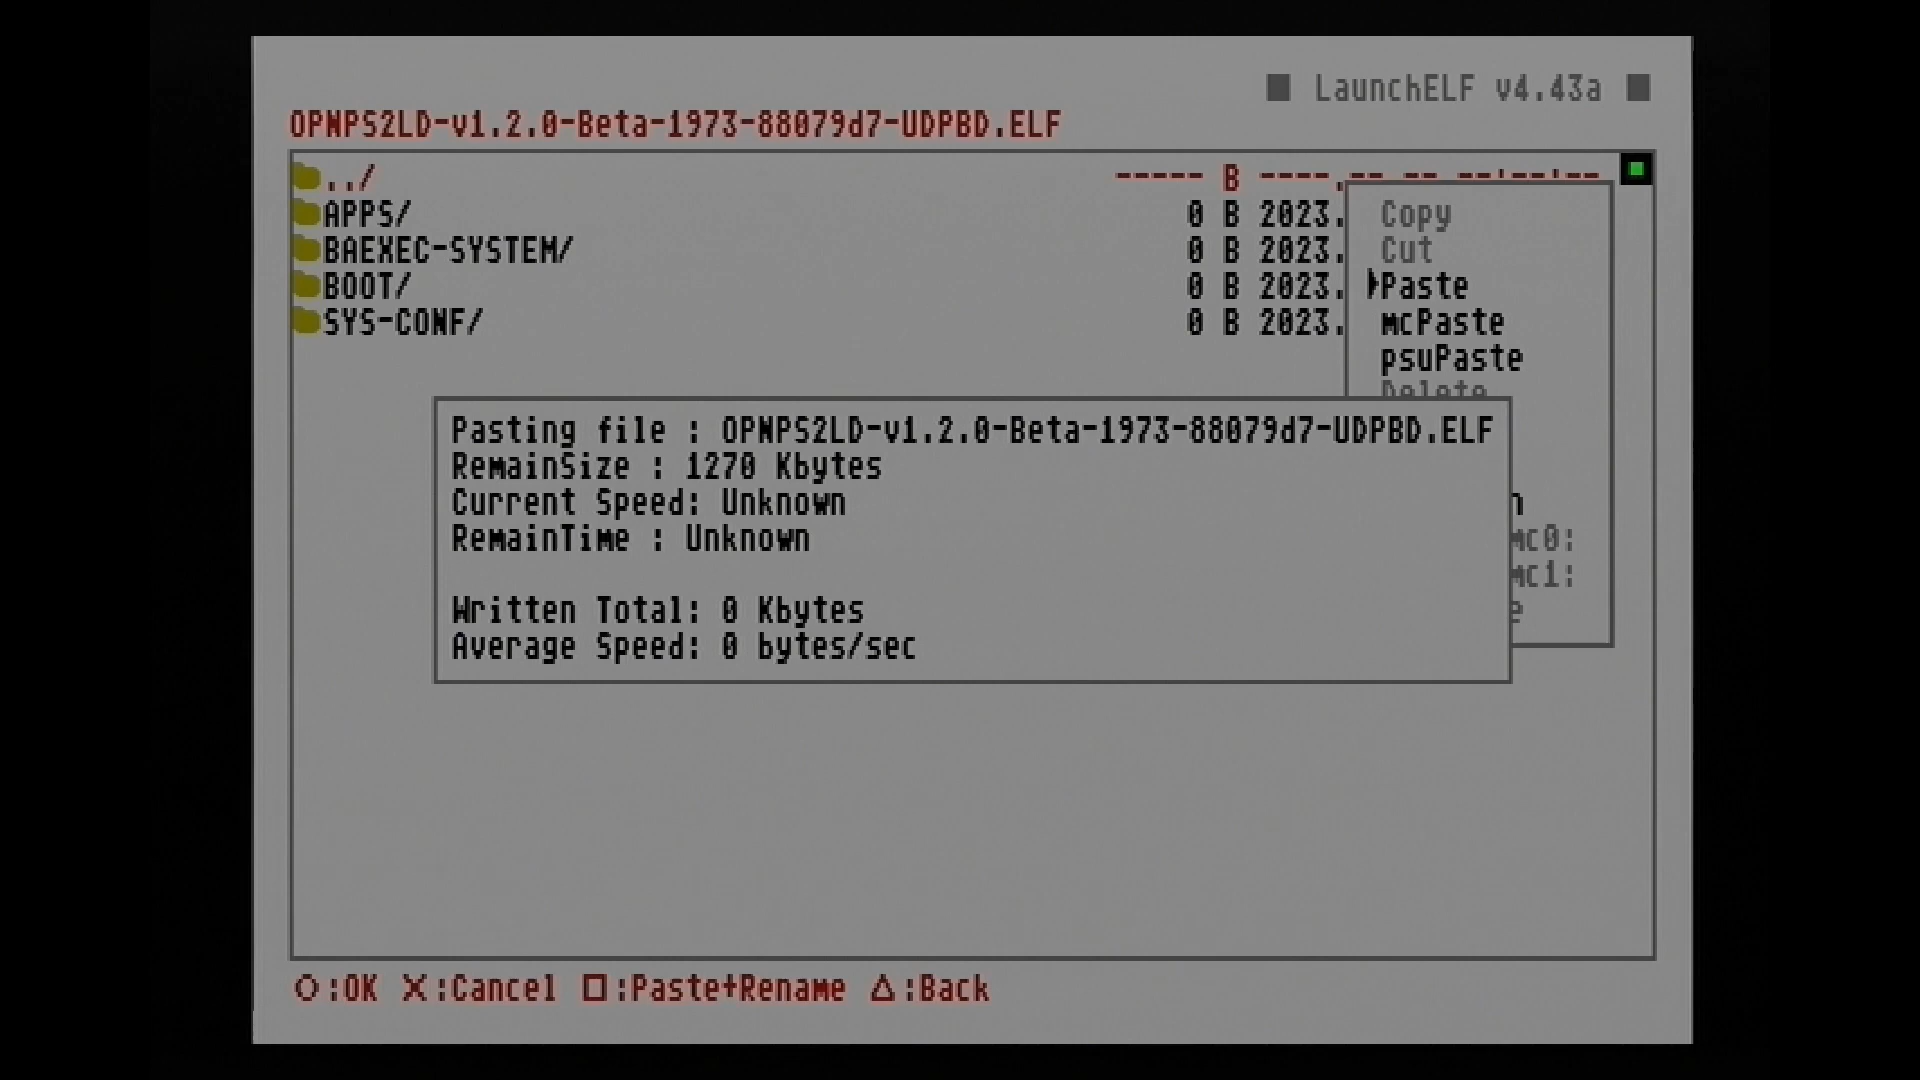 ■ LaunchELF v4.43a ■
OPNPS2LD-v1.2.0-Beta-1973-88079d7-UDPBD.ELF
../ ----- B ----.-- -- --:--:--
APPS/ 0 B 2023.
BAEXEC-SYSTEM/ 0 B 2023.
BOOT/ 0 B 2023.
SYS-CONF/ 0 B 2023.
Copy
Cut
Paste
mcPaste
psuPaste
Delete
Pasting file : OPNPS2LD-v1.2.0-Beta-1973-88079d7-UDPBD.ELF
RemainSize : 1270 Kbytes
Current Speed: Unknown
RemainTime : Unknown
Written Total: 0 Kbytes
Average Speed: 0 bytes/sec
n
mc0:
mc1:
e
O:OK X:Cancel □:Paste+Rename △:Back